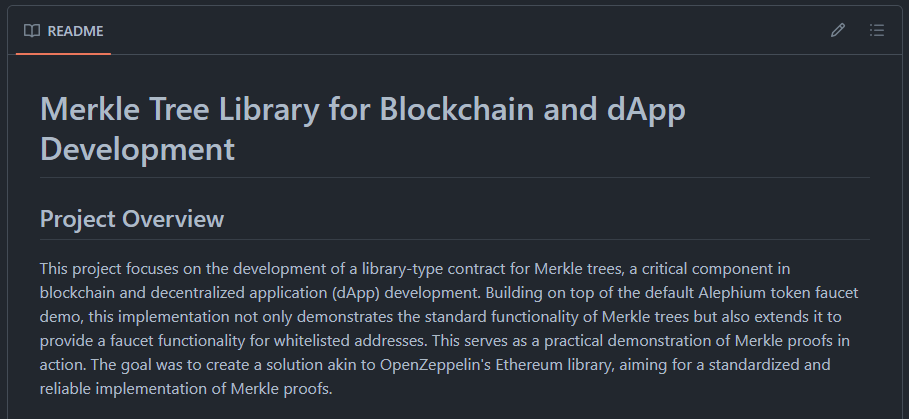 README
Merkle Tree Library for Blockchain and dApp
Development
Project Overview
This project focuses on the development of a library-type contract for Merkle trees, a critical component in
blockchain and decentralized application (dApp) development. Building on top of the default Alephium token faucet
demo, this implementation not only demonstrates the standard functionality of Merkle trees but also extends it to
provide a faucet functionality for whitelisted addresses. This serves as a practical demonstration of Merkle proofs in
action. The goal was to create a solution akin to OpenZeppelin's Ethereum library, aiming for a standardized and
reliable implementation of Merkle proofs.